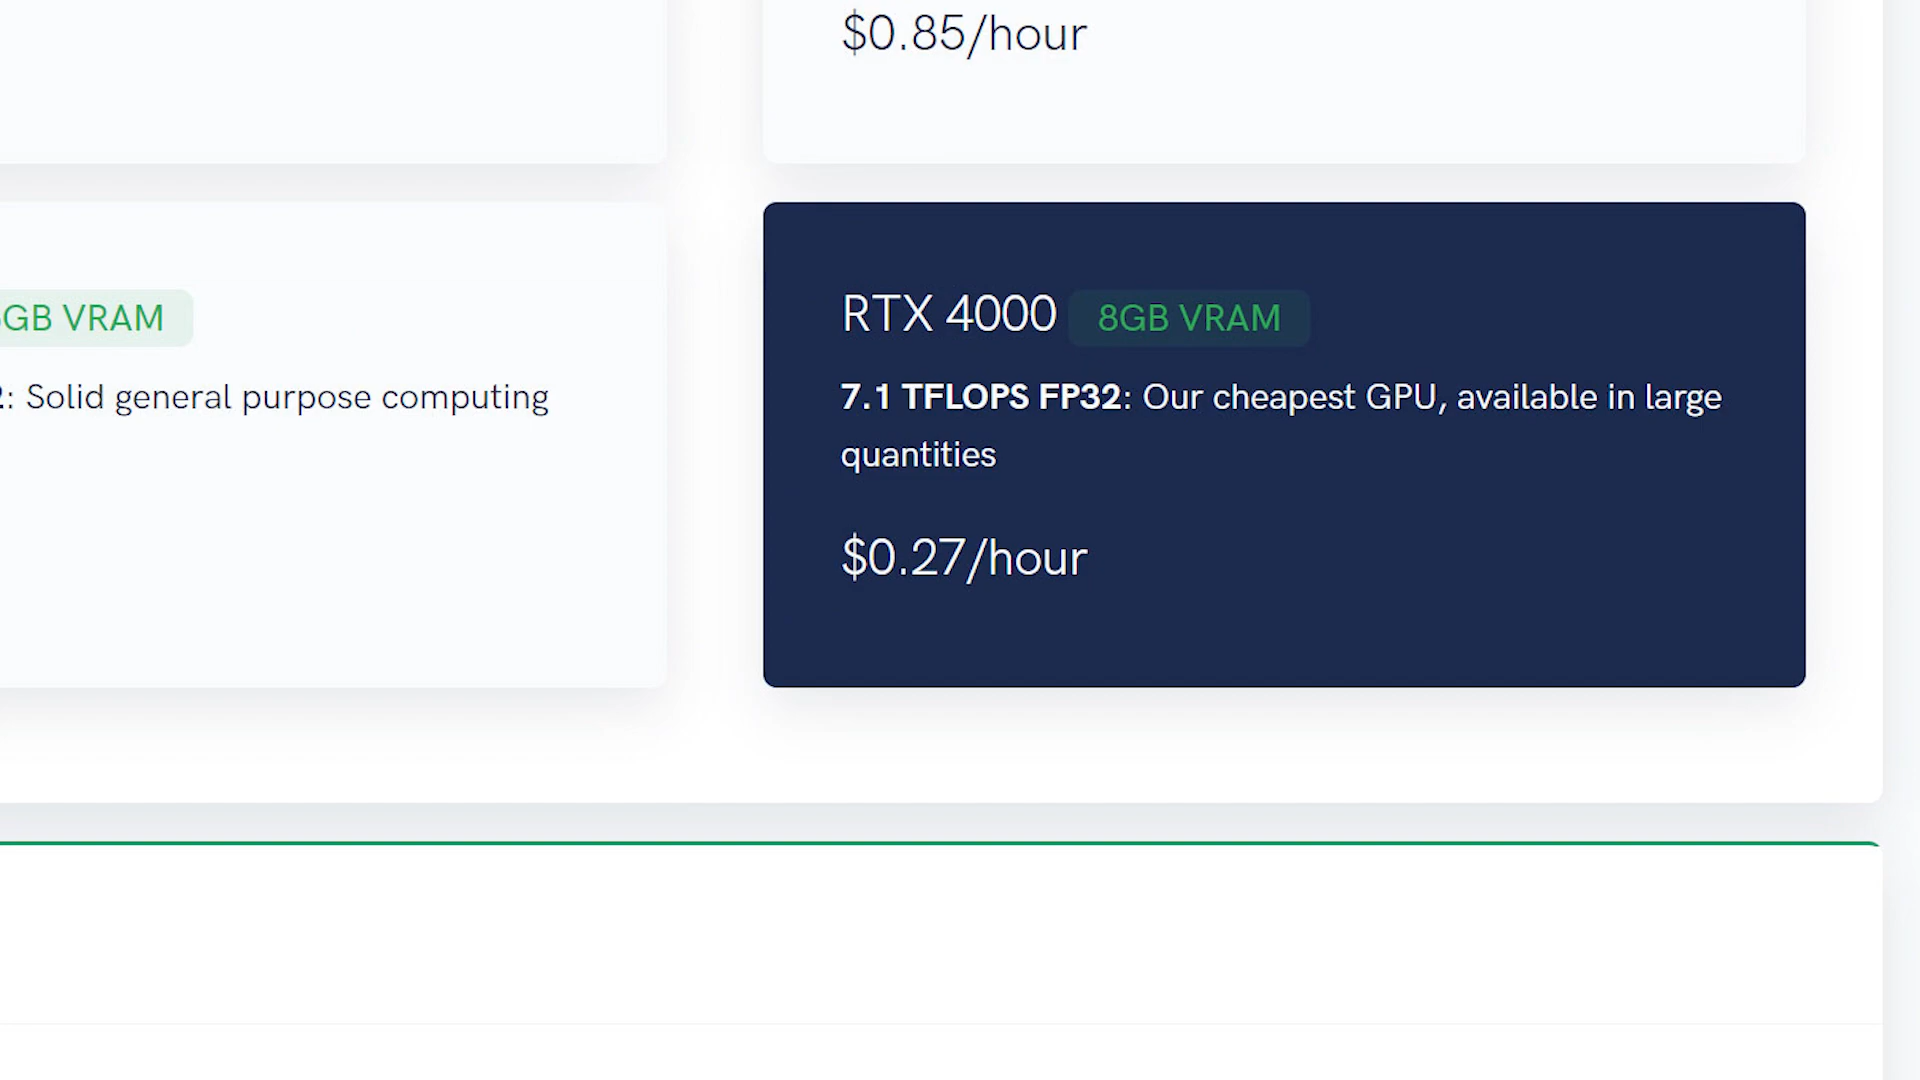 $0.85/hour
GB VRAM
: Solid general purpose computing
RTX 4000 8GB VRAM
7.1 TFLOPS FP32: Our cheapest GPU, available in large
quantities
$0.27/hour